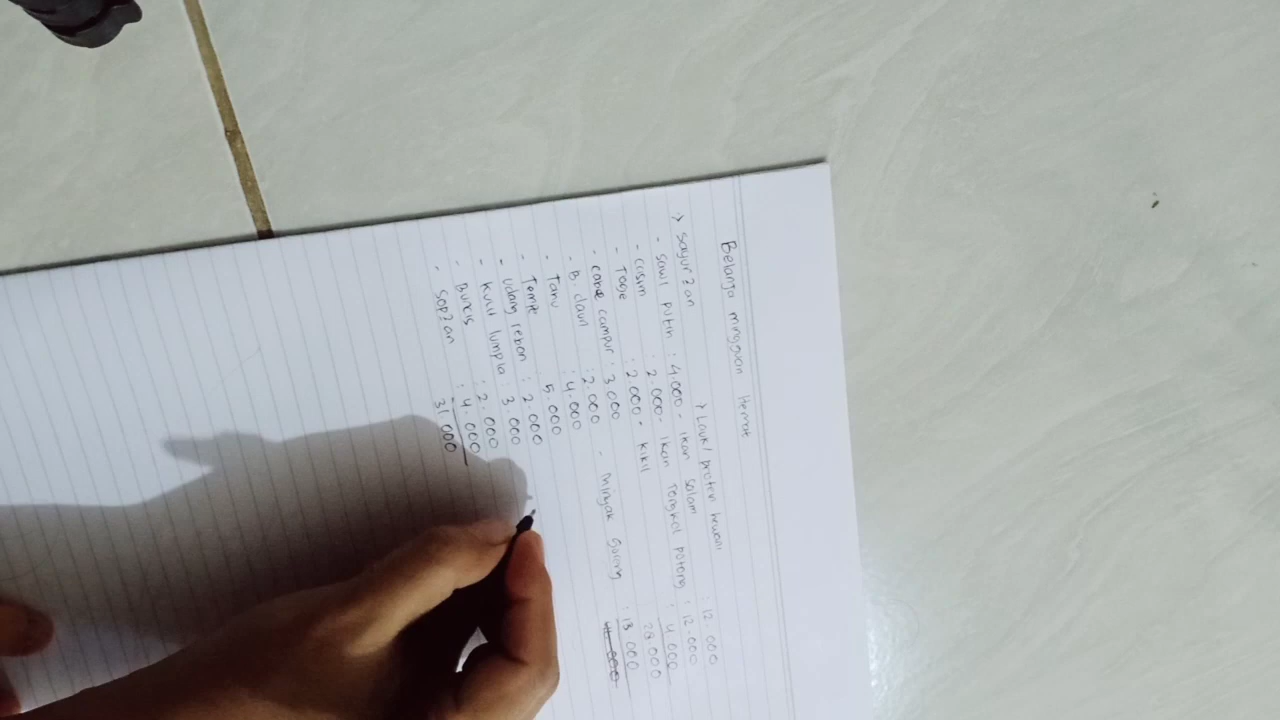 Belanja mingguan Hemat
> sayur2an
- sawi putih : 4.000
- caisim : 2.000
- Toge : 2.000
- cabe campur : 3.000
- B. daun : 2.000
- Tahu : 4.000
- Tempe 5.000
- Udang rebon : 2.000
- Kulit lumpia : 3.000
- Buncis : 2.000
- Sop2an : 4.000
31.000
> Lauk/protein hewani
- ikan salam : 12.000
- ikan Tongkol potong : 12.000
- kikil : 4.000
28.000
- minyak goreng : 13.000